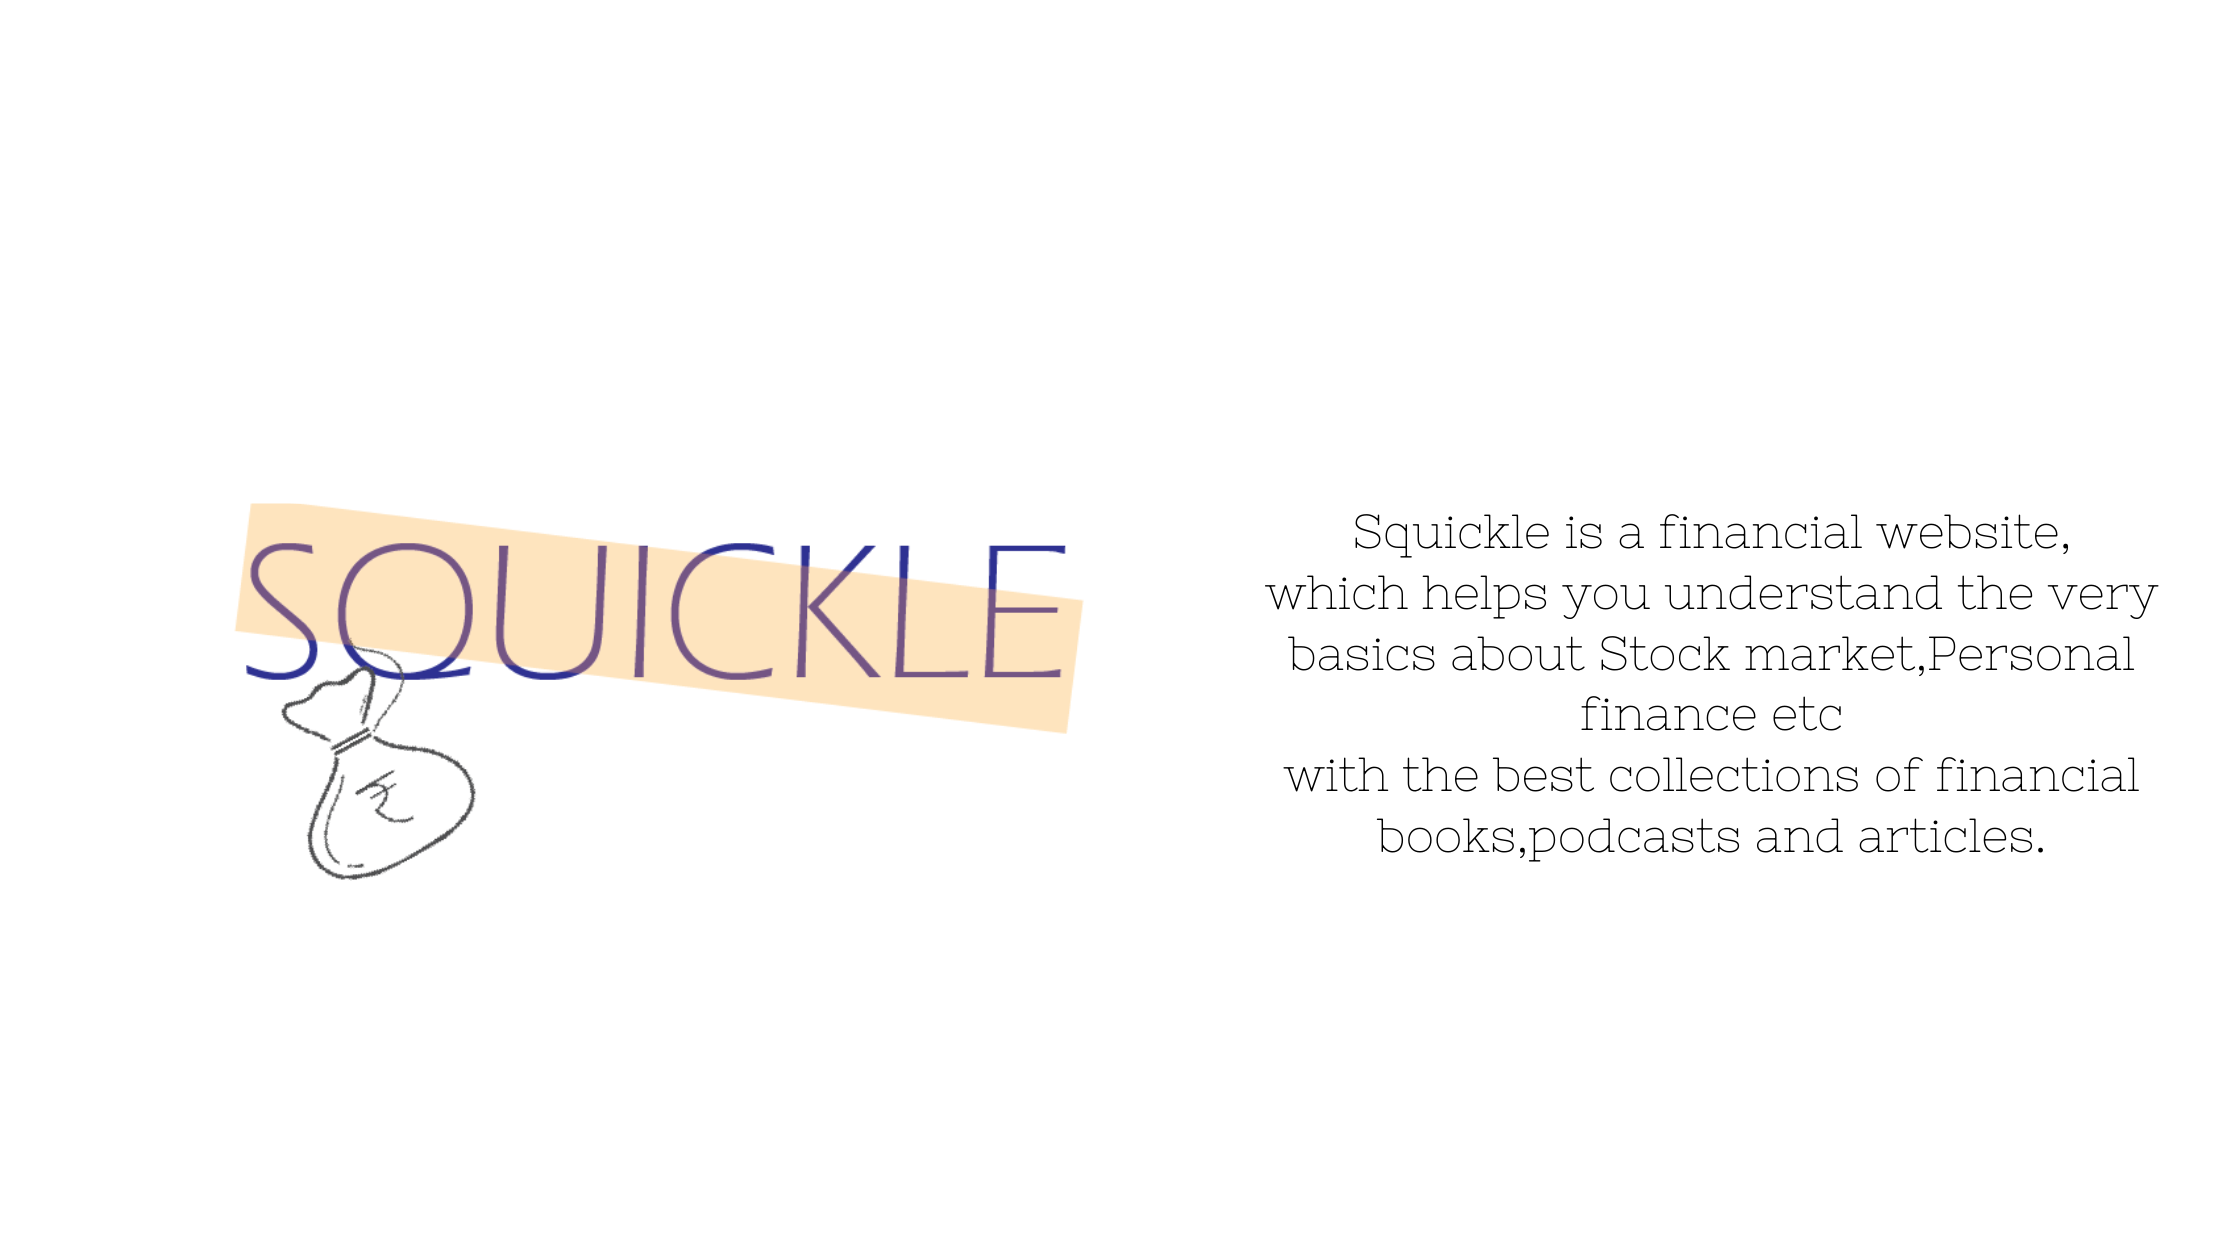 SQUICKLE
₹
Squickle is a financial website,
which helps you understand the very
basics about Stock market,Personal
finance etc
with the best collections of financial
books,podcasts and articles.